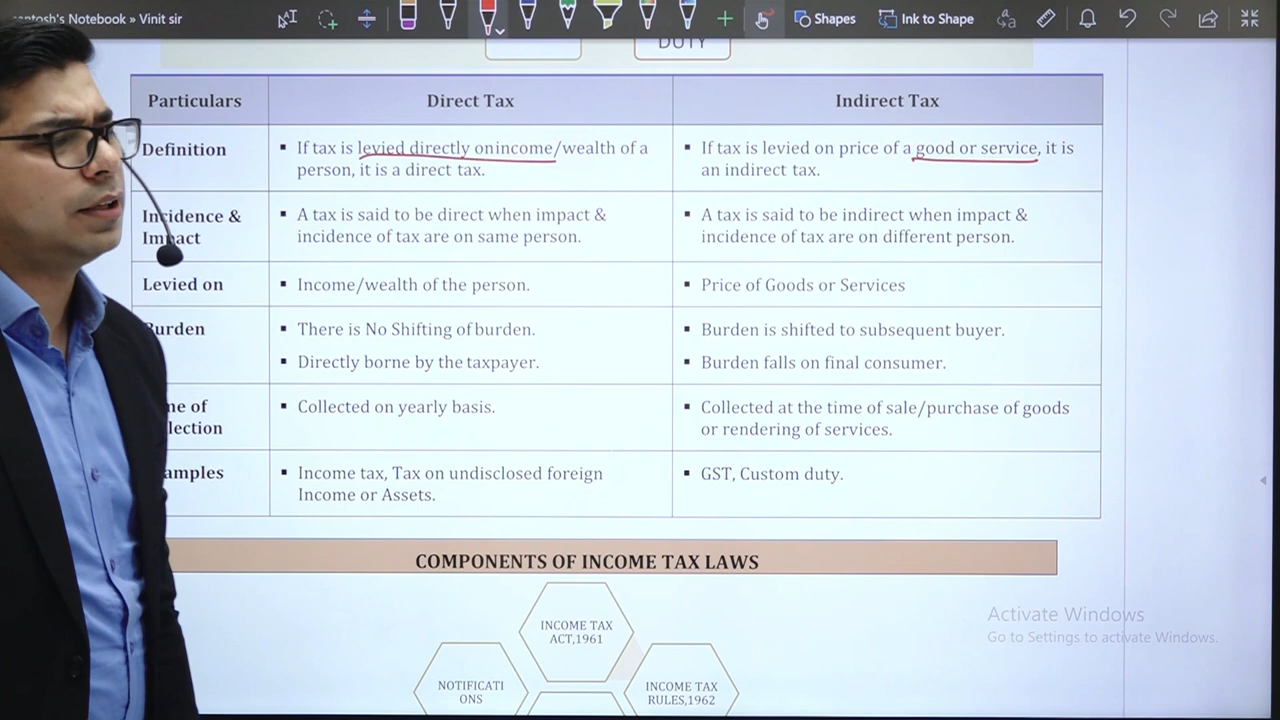 santosh's Notebook » Vinit sir
Shapes
Ink to Shape
DUTY
Particulars
Direct Tax
Indirect Tax
Definition
▪ If tax is levied directly onincome/wealth of a
person, it is a direct tax.
▪ If tax is levied on price of a good or service, it is
an indirect tax.
Incidence &
Impact
▪ A tax is said to be direct when impact &
incidence of tax are on same person.
▪ A tax is said to be indirect when impact &
incidence of tax are on different person.
Levied on
▪ Income/wealth of the person.
▪ Price of Goods or Services
Burden
▪ There is No Shifting of burden.
▪ Directly borne by the taxpayer.
▪ Burden is shifted to subsequent buyer.
▪ Burden falls on final consumer.
me of
llection
▪ Collected on yearly basis.
▪ Collected at the time of sale/purchase of goods
or rendering of services.
amples
▪ Income tax, Tax on undisclosed foreign
Income or Assets.
▪ GST, Custom duty.
COMPONENTS OF INCOME TAX LAWS
INCOME TAX
ACT,1961
NOTIFICATI
ONS
INCOME TAX
RULES,1962
Activate Windows
Go to Settings to activate Windows.